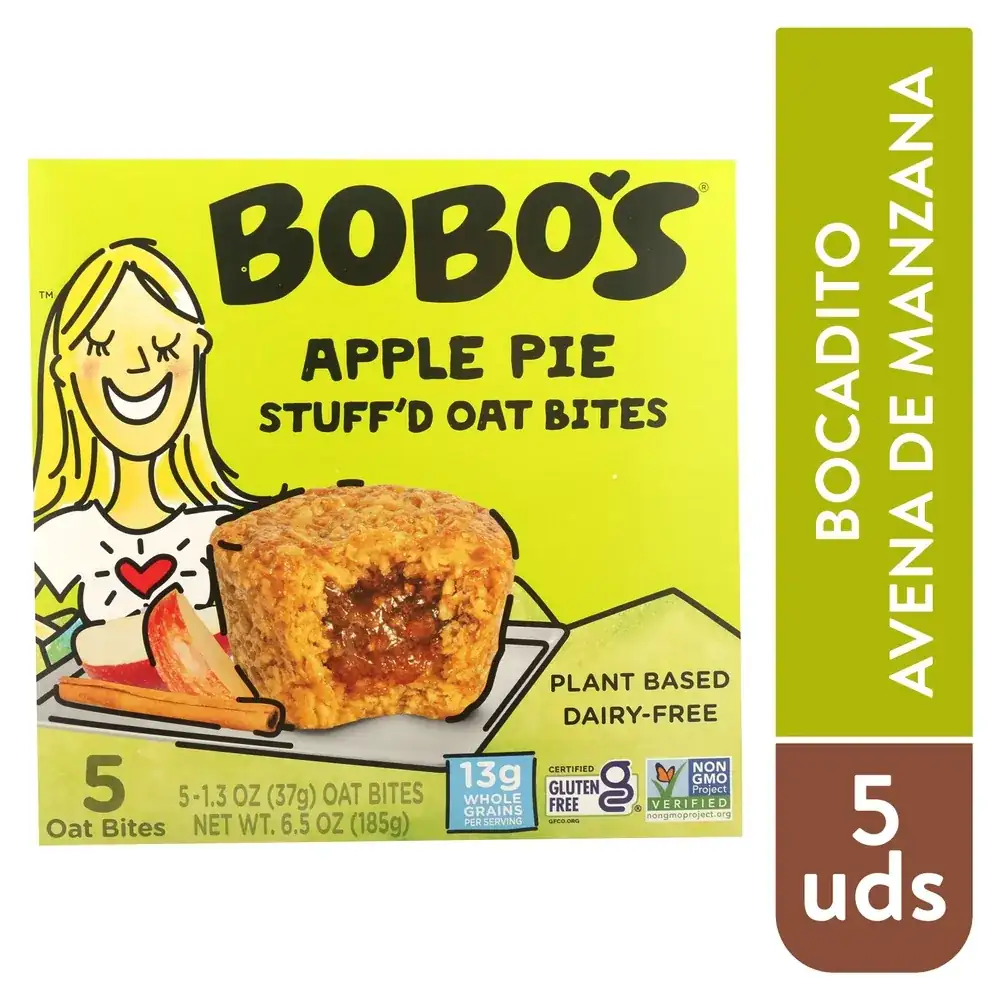 BOBO'S®
TM
APPLE PIE
STUFF'D OAT BITES
PLANT BASED
DAIRY-FREE
5
Oat Bites
5-1.3 OZ (37g) OAT BITES
NET WT. 6.5 OZ (185g)
13g
WHOLE
GRAINS
PER SERVING
CERTIFIED
GLUTEN
FREE
g®
GFCO.ORG
NON
GMO
Project
VERIFIED
nongmoproject.org
BOCADITO
AVENA DE MANZANA
5
uds